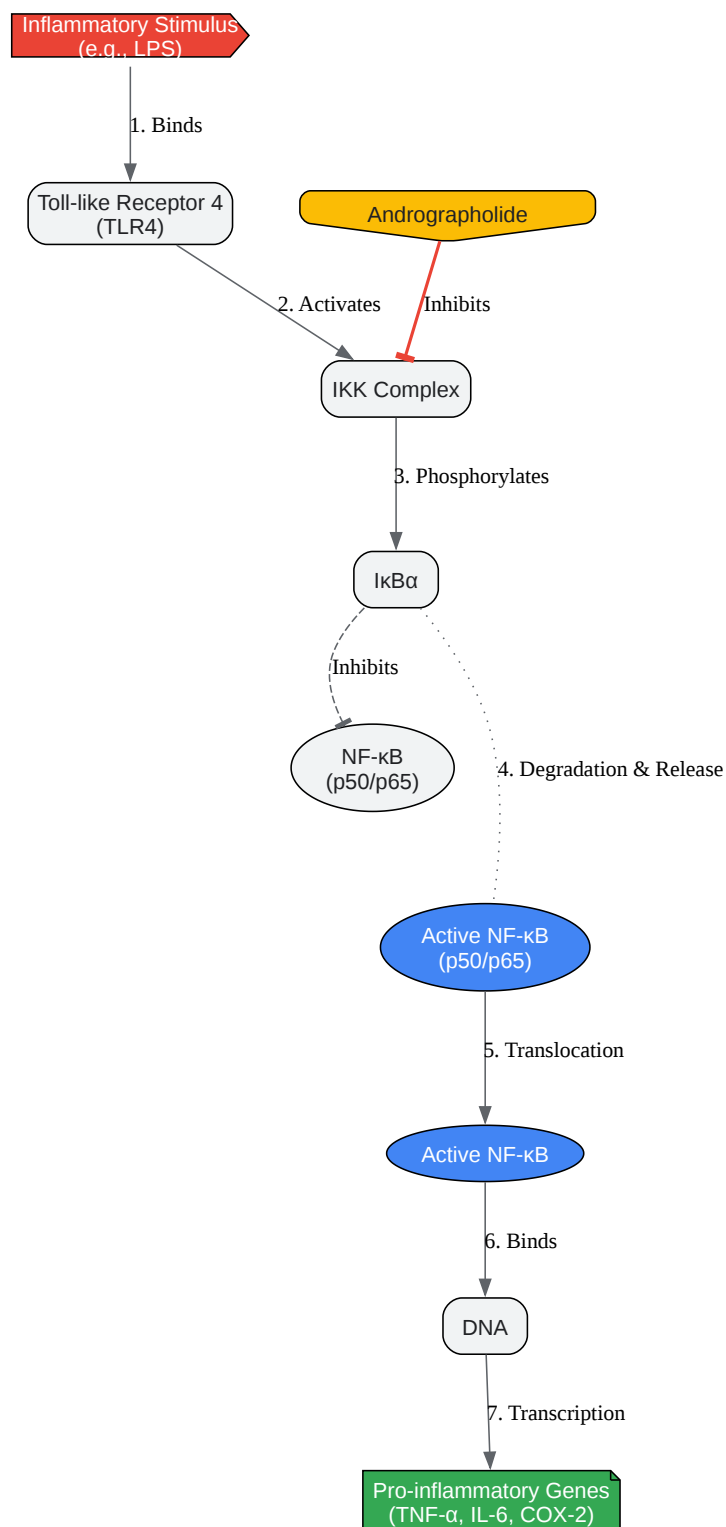 Inflammatory Stimulus
(e.g., LPS)
1. Binds
Toll-like Receptor 4
(TLR4)
Andrographolide
2. Activates
Inhibits
IKK Complex
3. Phosphorylates
IκBα
Inhibits
NF-κB
(p50/p65)
4. Degradation & Release
Active NF-κB
(p50/p65)
5. Translocation
Active NF-κB
6. Binds
DNA
7. Transcription
Pro-inflammatory Genes
(TNF-α, IL-6, COX-2)